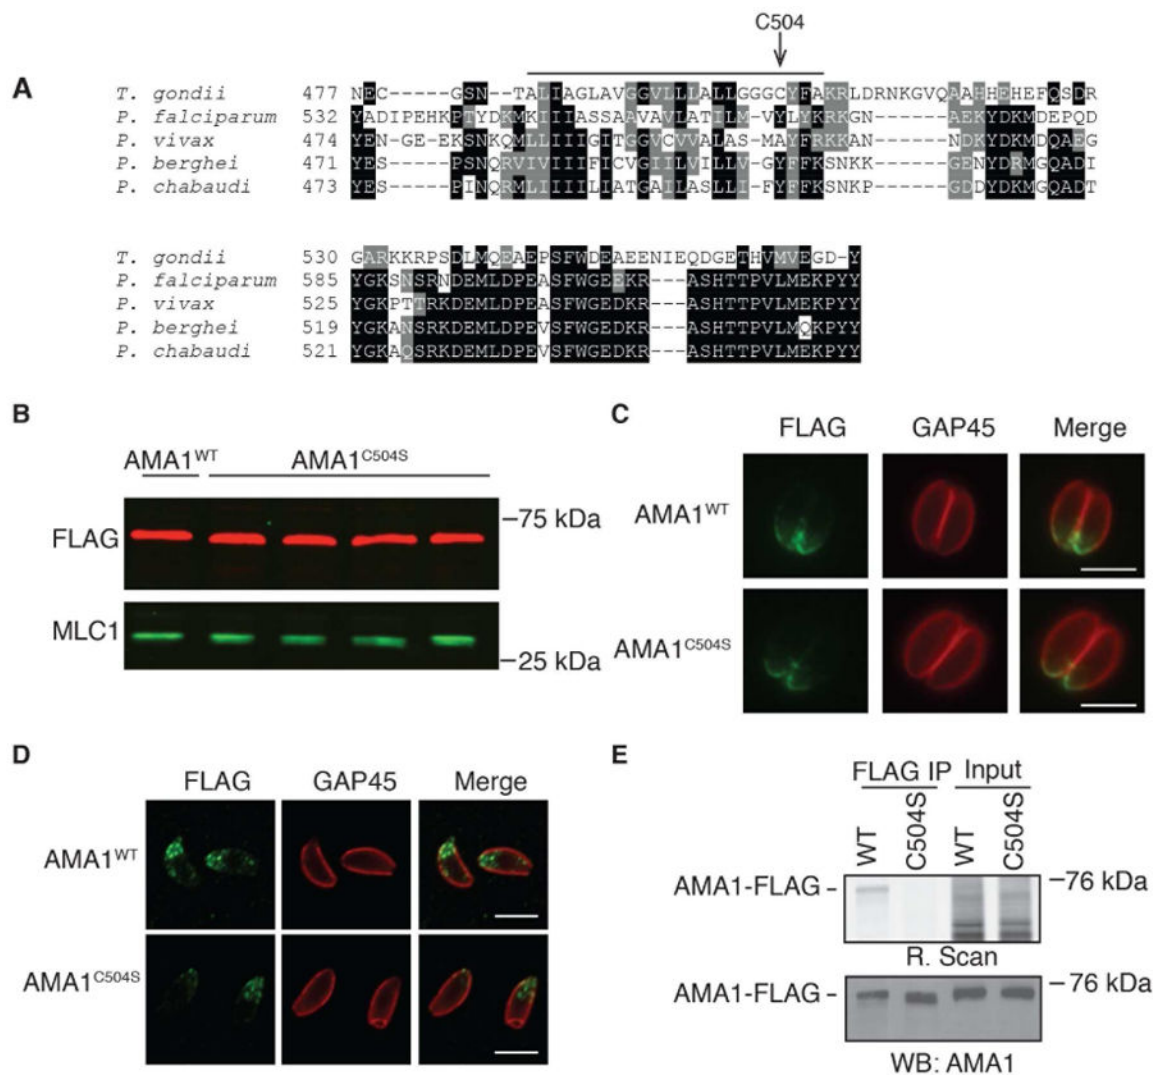 C504
A
T. gondii 477 NEC-----GSN--TALIAGLAVGGVLLLALLGGGCYFAKRLDRNKGVQAAHHEHEFQSDR
P. falciparum 532 YADIPEHKPTYDKMKIIIASSAAVAVLATILM-VYLYKRKGN------AEKYDKMDEPQD
P. vivax 474 YEN-GE-EKSNKQMLLIIIGITGGVCVVALASM-AYFRKKAN------NDKYDKMDQAEG
P. berghei 471 YES-----PSNQRVIVIIIFICVGIILVILLV-GYFFKSNKK------GENYDRMGQADI
P. chabaudi 473 YES-----PINQRMLIIIILIATGAILASLLI-FYFFKSNKP------GDDYDKMGQADT
T. gondii 530 GARKKRPSDLMQEAEPSFWDEAEENIEQDGETHVMVEGD-Y
P. falciparum 585 YGKSNSRNDEMLDPEASFWGEEKR---ASHTTPVLMEKPYY
P. vivax 525 YGKPTTRKDEMLDPEASFWGEDKR---ASHTTPVLMEKPYY
P. berghei 519 YGKANSRKDEMLDPEVSFWGEDKR---ASHTTPVLMQKPYY
P. chabaudi 521 YGKAQSRKDEMLDPEVSFWGEDKR---ASHTTPVLMEKPYY
B
AMA1WT AMA1C504S
FLAG
–75 kDa
MLC1
–25 kDa
C
FLAG GAP45 Merge
AMA1WT
AMA1C504S
D
FLAG GAP45 Merge
AMA1WT
AMA1C504S
E
FLAG IP Input
WT C504S WT C504S
AMA1-FLAG - –76 kDa
R. Scan
AMA1-FLAG - –76 kDa
WB: AMA1